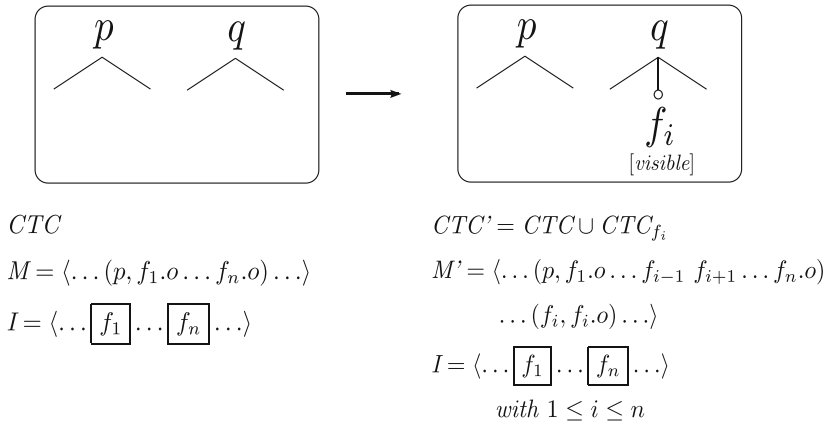 p q
p q
f_i
[visible]
CTC
M = ⟨... (p, f_1.o ... f_n.o) ...⟩
I = ⟨... f_1 ... f_n ...⟩
CTC' = CTC ∪ CTC_{f_i}
M' = ⟨... (p, f_1.o ... f_{i-1} f_{i+1} ... f_n.o)
... (f_i, f_i.o) ...⟩
I = ⟨... f_1 ... f_n ...⟩
with 1 ≤ i ≤ n